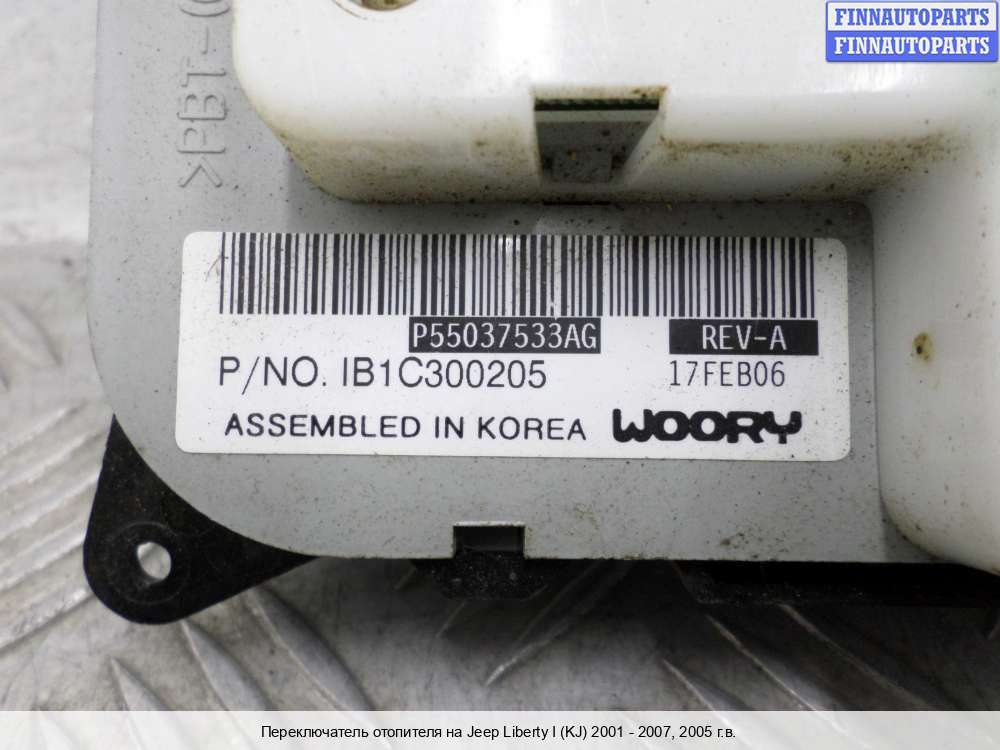 FINNAUTOPARTS
FINNAUTOPARTS
>PBT-
P55037533AG
REV-A
P/NO. IB1C300205
17FEB06
ASSEMBLED IN KOREA
WOORY
Переключатель отопителя на Jeep Liberty I (KJ) 2001 - 2007, 2005 г.в.